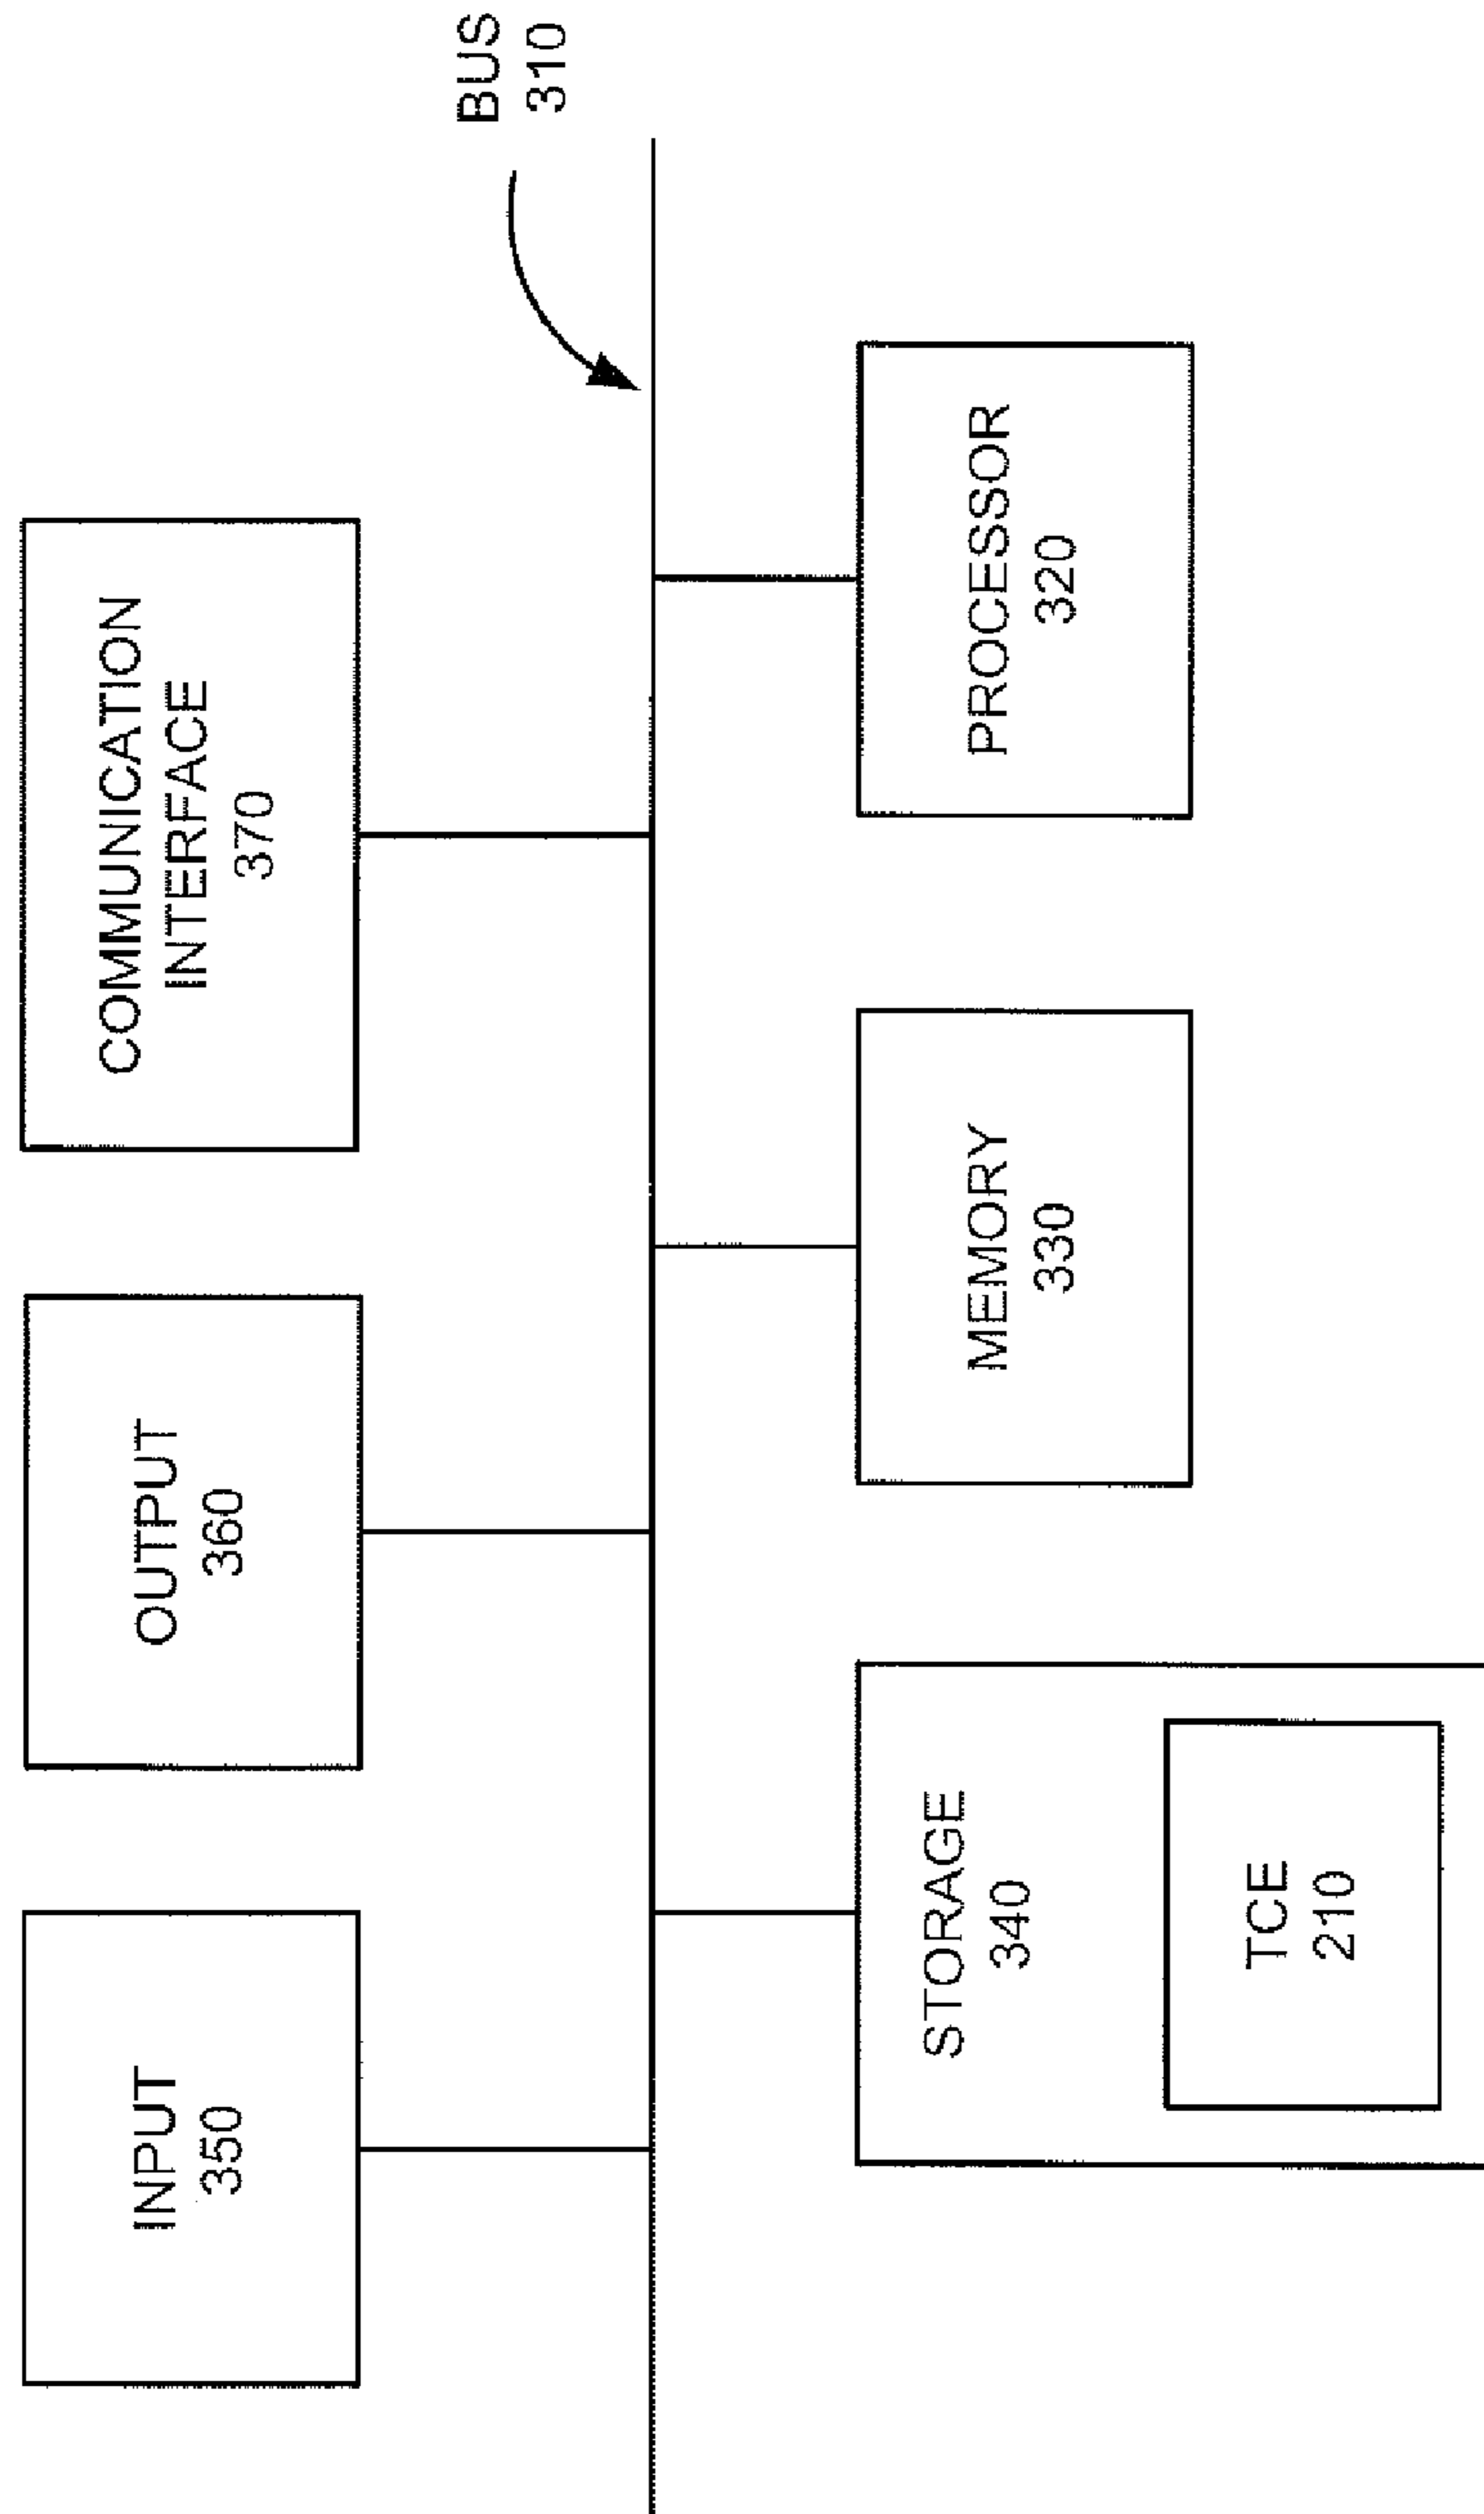 INPUT
350
OUTPUT
360
COMMUNICATION
INTERFACE
370
BUS
310
STORAGE
340
TCE
210
MEMORY
330
PROCESSOR
320